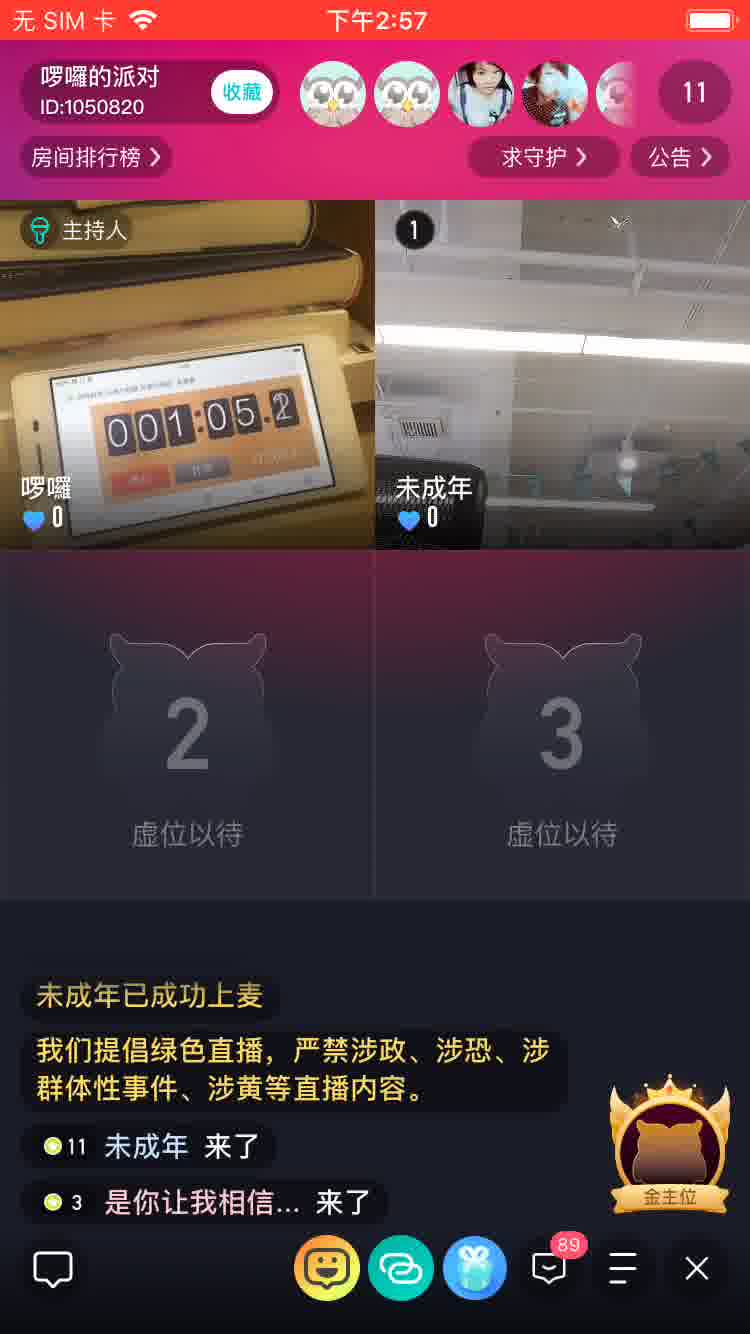 无 SIM 卡
下午2:57
啰囉的派对
ID:1050820
收藏
11
房间排行榜
求守护
公告
主持人
1
001:05.2
啰囉
0
未成年
0
2
3
虚位以待
虚位以待
未成年已成功上麦
我们提倡绿色直播，严禁涉政、涉恐、涉
群体性事件、涉黄等直播内容。
11 未成年 来了
3 是你让我相信... 来了
金主位
89